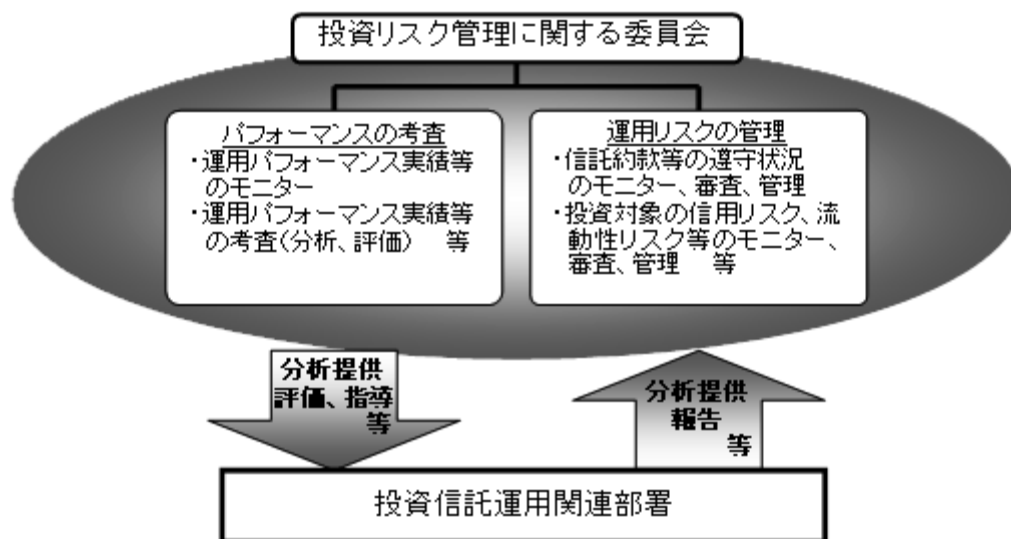 投資リスク管理に関する委員会
パフォーマンスの考査
・運用パフォーマンス実績等
のモニター
・運用パフォーマンス実績等
の考査(分析、評価) 等
運用リスクの管理
・信託約款等の遵守状況
のモニター、審査、管理
・投資対象の信用リスク、流
動性リスク等のモニター、
審査、管理 等
分析提供
評価、指導
等
分析提供
報告
等
投資信託運用関連部署